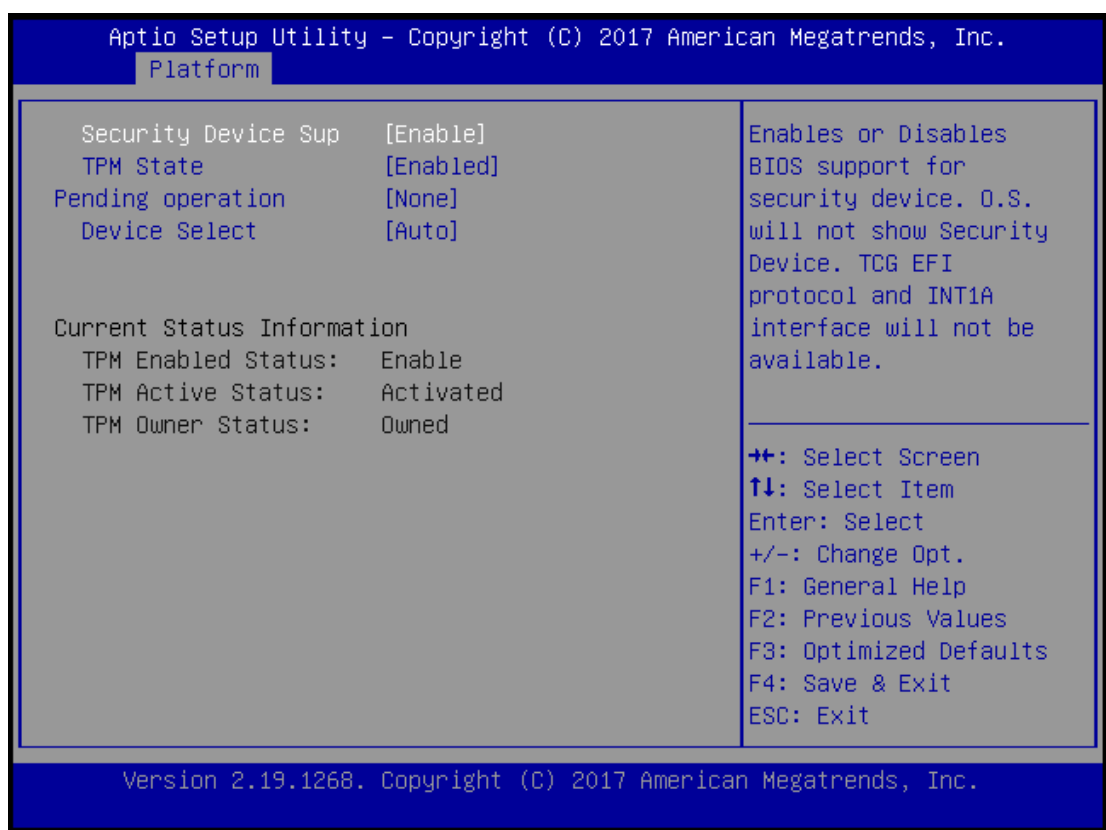 Aptio Setup Utility – Copyright (C) 2017 American Megatrends, Inc.
Platform
Security Device Sup [Enable]
TPM State [Enabled]
Pending operation [None]
Device Select [Auto]
Current Status Information
TPM Enabled Status: Enable
TPM Active Status: Activated
TPM Owner Status: Owned
Enables or Disables
BIOS support for
security device. O.S.
will not show Security
Device. TCG EFI
protocol and INT1A
interface will not be
available.
→←: Select Screen
↑↓: Select Item
Enter: Select
+/-: Change Opt.
F1: General Help
F2: Previous Values
F3: Optimized Defaults
F4: Save & Exit
ESC: Exit
Version 2.19.1268. Copyright (C) 2017 American Megatrends, Inc.